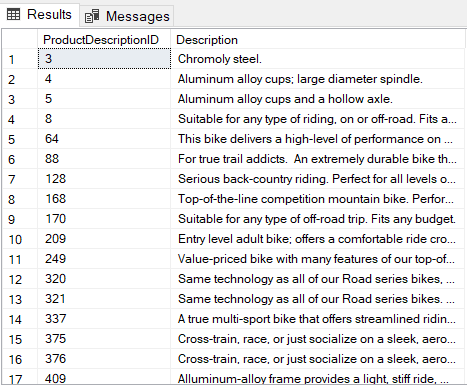 Results Messages
ProductDescriptionID Description
1 3 Chromoly steel.
2 4 Aluminum alloy cups; large diameter spindle.
3 5 Aluminum alloy cups and a hollow axle.
4 8 Suitable for any type of riding, on or off-road. Fits a...
5 64 This bike delivers a high-level of performance on ...
6 88 For true trail addicts.  An extremely durable bike th...
7 128 Serious back-country riding. Perfect for all levels o...
8 168 Top-of-the-line competition mountain bike. Perfor...
9 170 Suitable for any type of off-road trip. Fits any budget.
10 209 Entry level adult bike; offers a comfortable ride cro...
11 249 Value-priced bike with many features of our top-of...
12 320 Same technology as all of our Road series bikes, ...
13 321 Same technology as all of our Road series bikes. ...
14 337 A true multi-sport bike that offers streamlined ridin...
15 375 Cross-train, race, or just socialize on a sleek, aero...
16 376 Cross-train, race, or just socialize on a sleek, aero...
17 409 Alluminum-alloy frame provides a light, stiff ride, ...